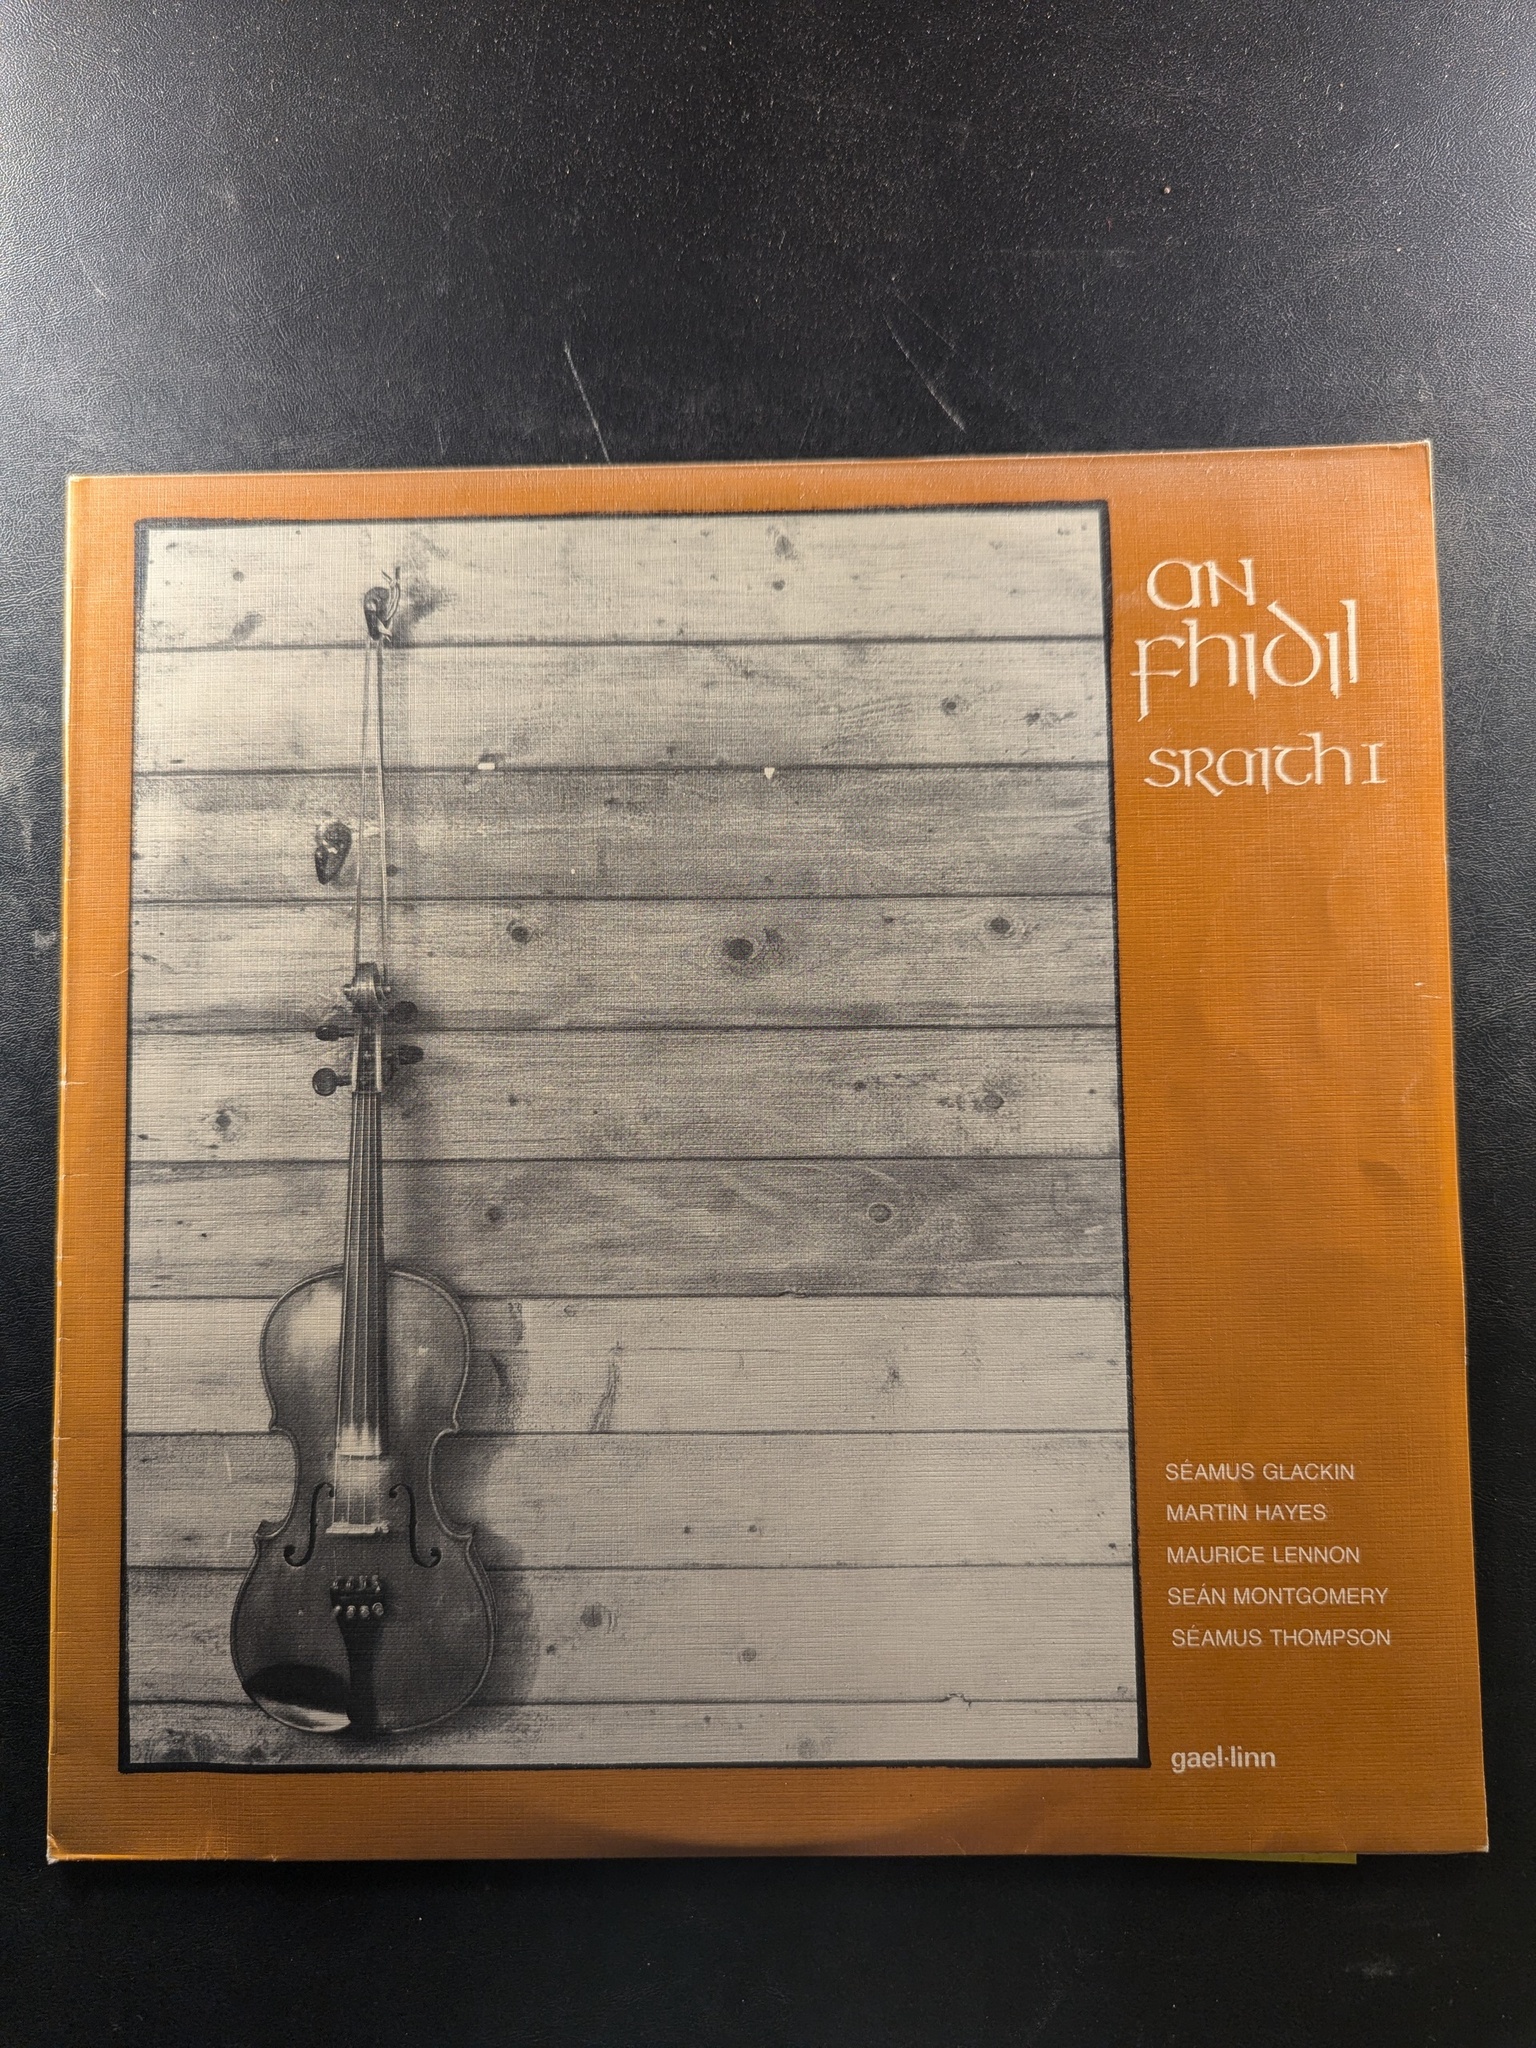 an
fhidil
sraith I
SÉAMUS GLACKIN
MARTIN HAYES
MAURICE LENNON
SEÁN MONTGOMERY
SÉAMUS THOMPSON
gael·linn